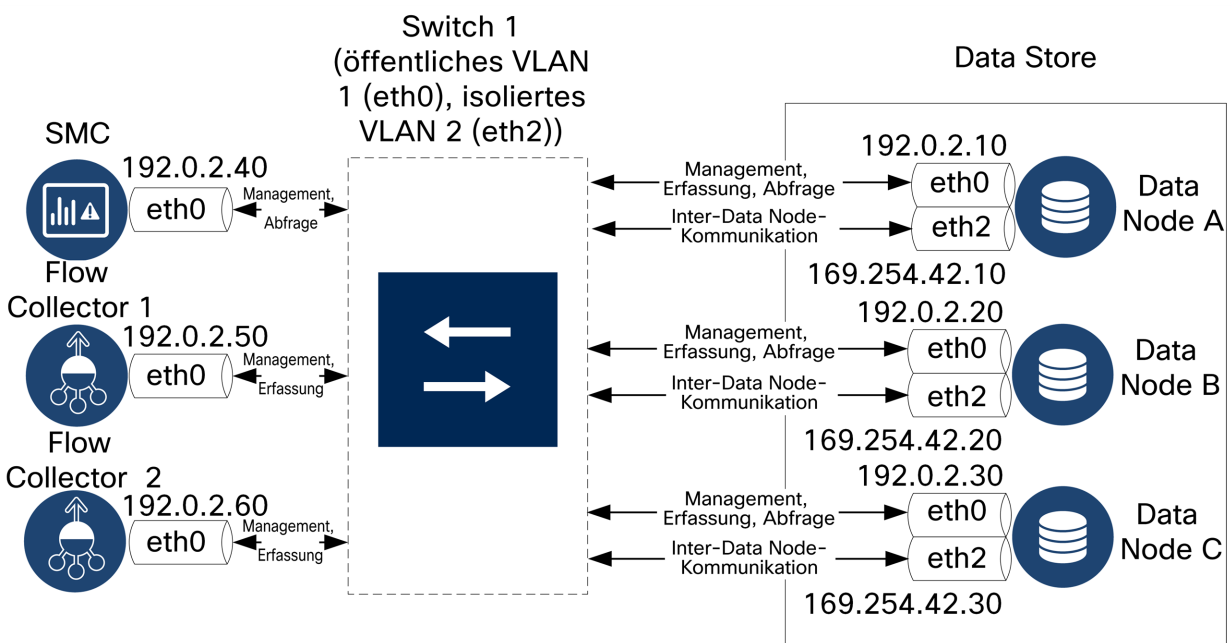 Switch 1
(öffentliches VLAN
1 (eth0), isoliertes
VLAN 2 (eth2))
Data Store
SMC
192.0.2.40
eth0
Management,
Abfrage
Flow
Collector 1
192.0.2.50
eth0
Management,
Erfassung
Flow
Collector 2
192.0.2.60
eth0
Management,
Erfassung
Management,
Erfassung, Abfrage
Inter-Data Node-
Kommunikation
192.0.2.10
eth0
eth2
169.254.42.10
Data
Node A
Management,
Erfassung, Abfrage
Inter-Data Node-
Kommunikation
192.0.2.20
eth0
eth2
169.254.42.20
Data
Node B
Management,
Erfassung, Abfrage
Inter-Data Node-
Kommunikation
192.0.2.30
eth0
eth2
169.254.42.30
Data
Node C